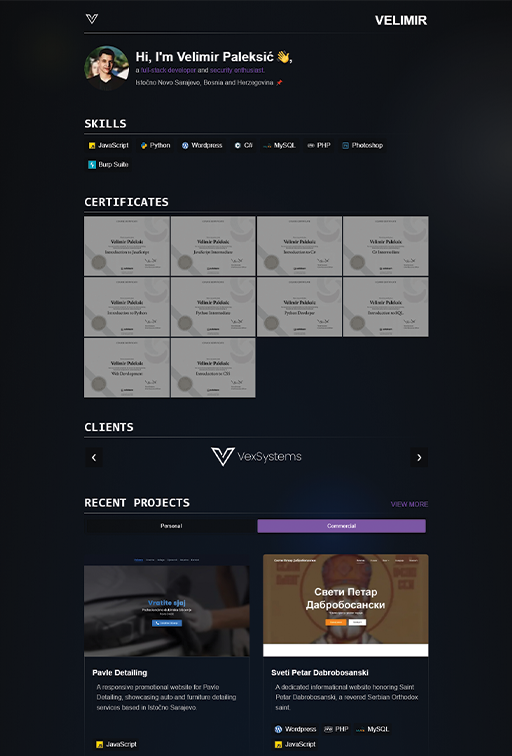 VELIMIR
Hi, I'm Velimir Paleksić 👋,
a full-stack developer and security enthusiast.
Istočno Novo Sarajevo, Bosnia and Herzegovina 📌
SKILLS
JavaScript Python Wordpress C# MySQL PHP Photoshop
Burp Suite
CERTIFICATES
Velimir Paleksic Velimir Paleksic Velimir Paleksic Velimir Paleksic
Introduction to JavaScript JavaScript Intermediate Introduction to C# C# Intermediate
Velimir Paleksic Velimir Paleksic Velimir Paleksic Velimir Paleksic
Introduction to Python Python Intermediate Python Developer Introduction to SQL
Velimir Paleksic Velimir Paleksic
Web Development Introduction to CSS
CLIENTS
VexSystems
RECENT PROJECTS
VIEW MORE
Personal Commercial
Vratite sjaj
Свети Петар
Дабробосански
Pavle Detailing
A responsive promotional website for Pavle
Detailing, showcasing auto and furniture detailing
services based in Istočno Sarajevo.
JavaScript
Sveti Petar Dabrobosanski
A dedicated informational website honoring Saint
Petar Dabrobosanski, a revered Serbian Orthodox
saint.
Wordpress PHP MySQL
JavaScript